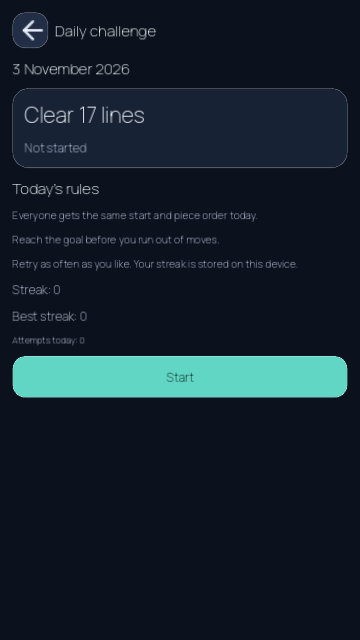 Daily challenge
3 November 2026
Clear 17 lines
Not started
Today's rules
Everyone gets the same start and piece order today.
Reach the goal before you run out of moves.
Retry as often as you like. Your streak is stored on this device.
Streak: 0
Best streak: 0
Attempts today: 0
Start